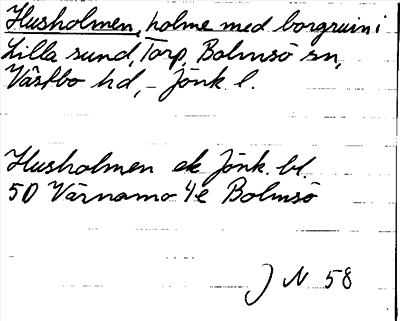 Husholmen, holme med borgruin i
Lilla sund, Torp, Bolmsö sn,
Västbo hd, - Jönk. l.
Husholmen ek Jönk. bl.
50 Värnamo 4e Bolmsö
J N 58